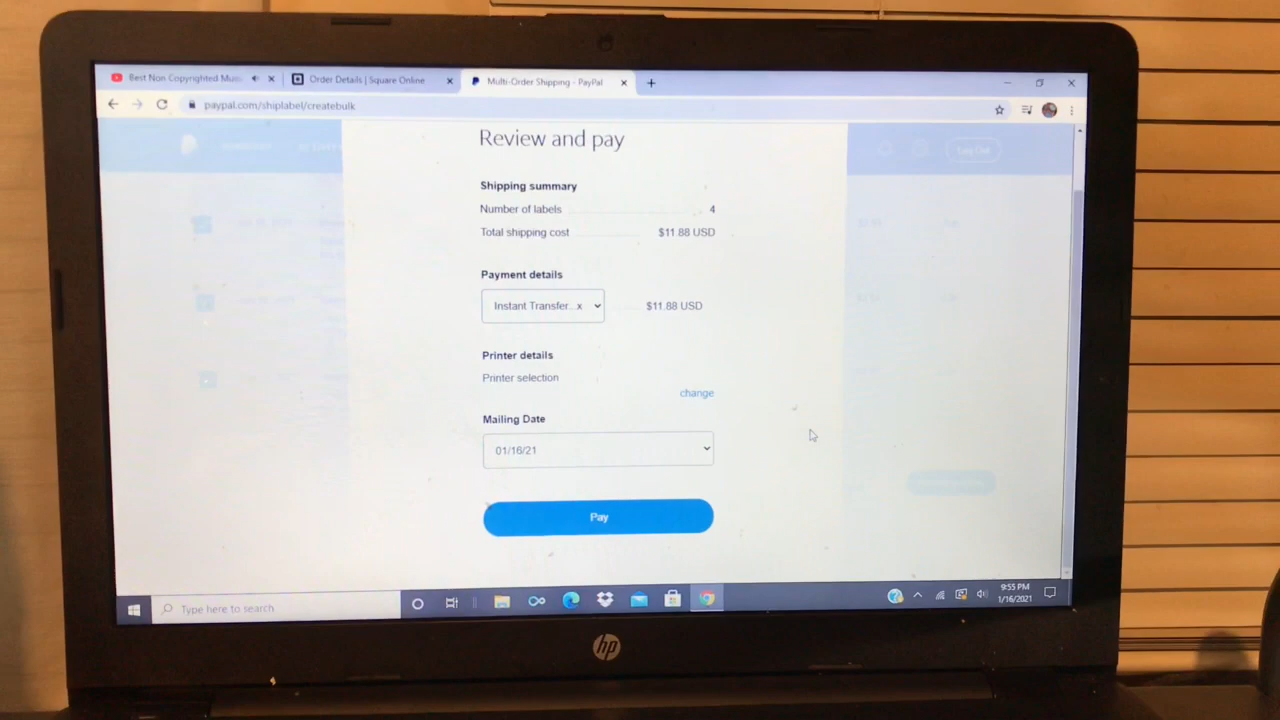 Best Non Copyrighted Musi
Order Details | Square Online
Multi-Order Shipping - PayPal
paypal.com/shiplabel/createbulk
Review and pay
Shipping summary
Number of labels 4
Total shipping cost $11.88 USD
Payment details
Instant Transfer.. x $11.88 USD
Printer details
Printer selection
change
Mailing Date
01/16/21
Pay
Type here to search
9:55 PM
1/16/2021
hp